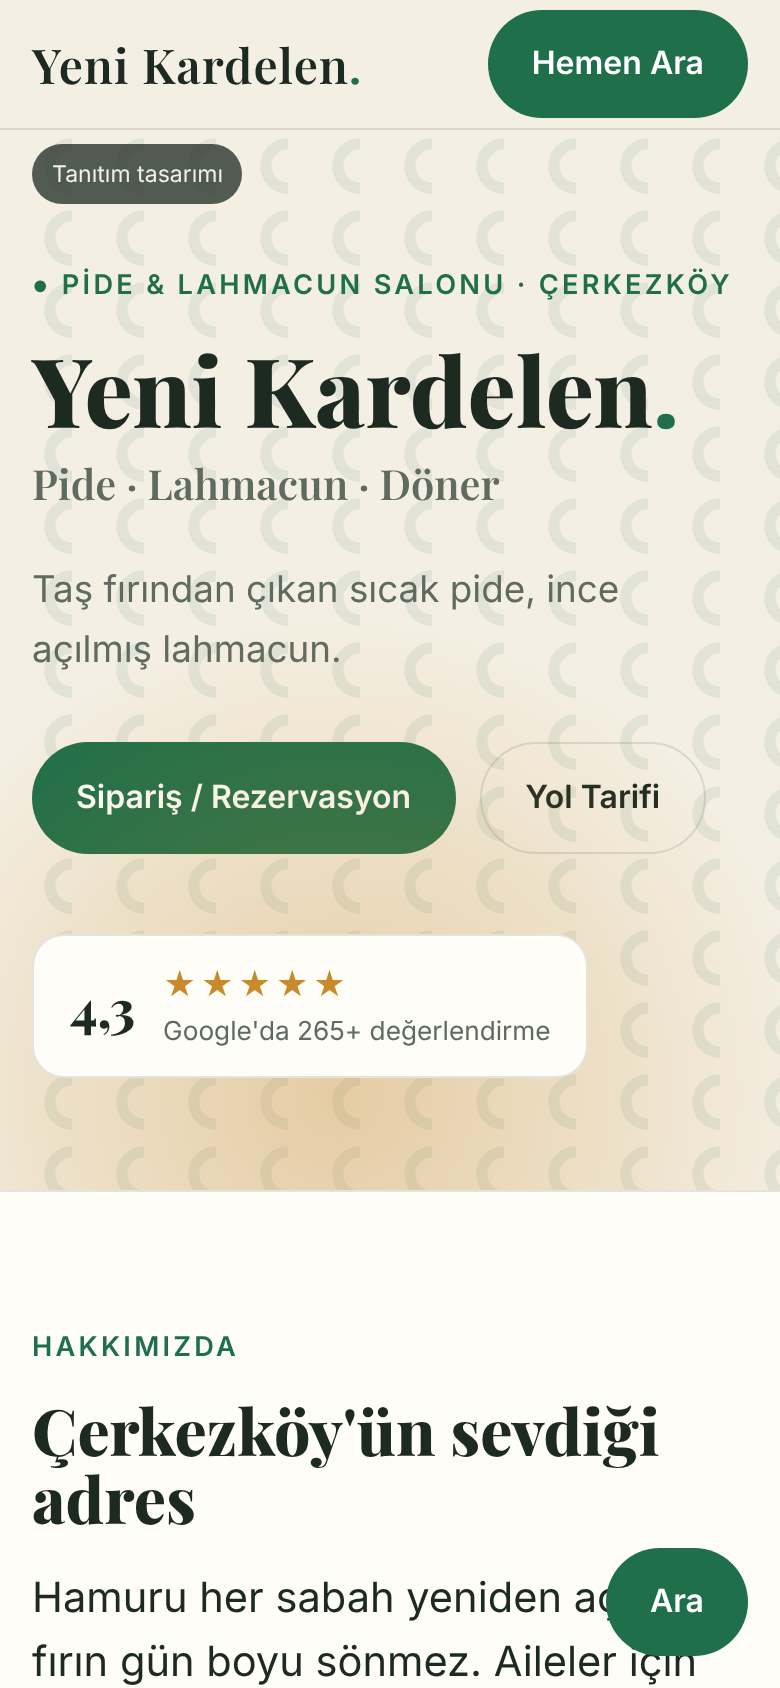 Yeni Kardelen.
Hemen Ara
Tanıtım tasarımı
• PİDE & LAHMACUN SALONU · ÇERKEZKÖY
Yeni Kardelen.
Pide · Lahmacun · Döner
Taş fırından çıkan sıcak pide, ince
açılmış lahmacun.
Sipariş / Rezervasyon
Yol Tarifi
4,3
★★★★★
Google'da 265+ değerlendirme
HAKKIMIZDA
Çerkezköy'ün sevdiği
adres
Hamuru her sabah yeniden
Ara
fırın gün boyu sönmez. Aileler için